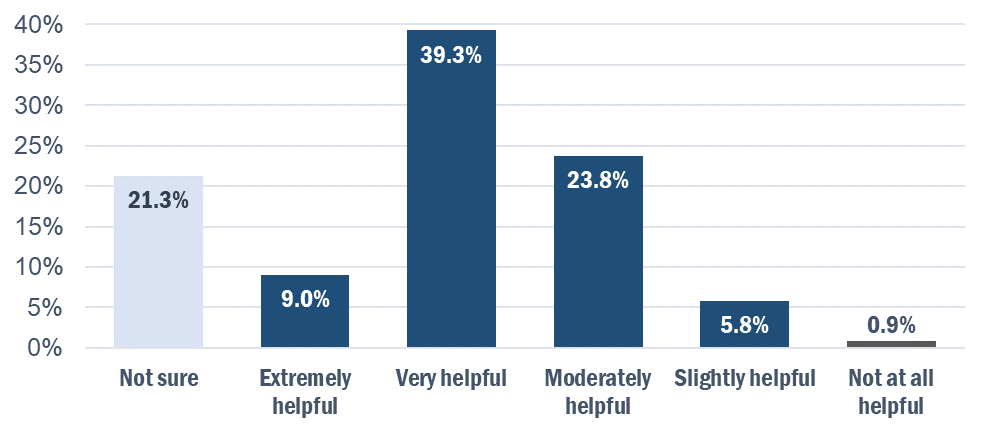 40%
35%
30%
25%
20%
15%
10%
5%
0%
21.3%
9.0%
39.3%
23.8%
5.8%
0.9%
Not sure
Extremely
helpful
Very helpful
Moderately
helpful
Slightly helpful
Not at all
helpful